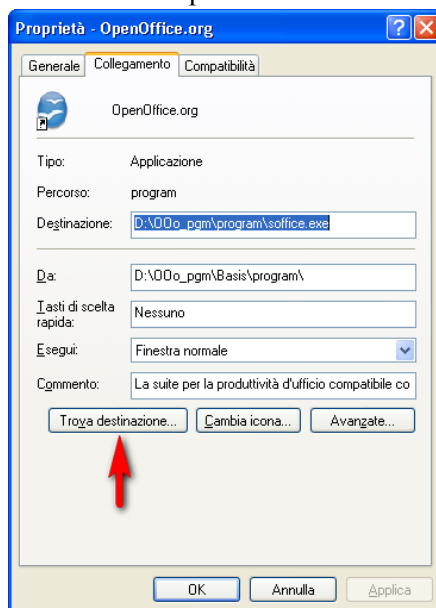 Proprietà - OpenOffice.org
Generale Collegamento Compatibilità
OpenOffice.org
Tipo: Applicazione
Percorso: program
Destinazione: D:\OOo_pgm\program\soffice.exe
Da: D:\OOo_pgm\Basis\program\
Tasti di scelta rapida: Nessuno
Esegui: Finestra normale
Commento: La suite per la produttività d'ufficio compatibile co
Trova destinazione... Cambia icona... Avanzate...
OK Annulla Applica